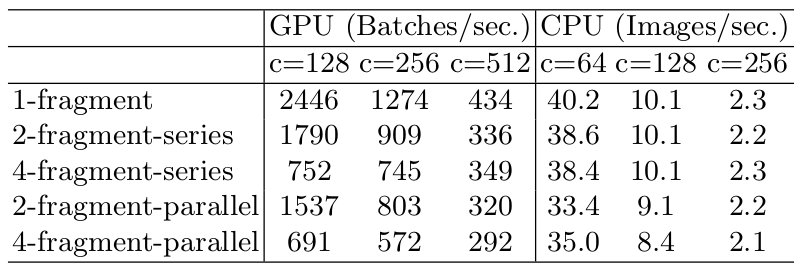 GPU (Batches/sec.) CPU (Images/sec.)
c=128 c=256 c=512 c=64 c=128 c=256
1-fragment 2446 1274 434 40.2 10.1 2.3
2-fragment-series 1790 909 336 38.6 10.1 2.2
4-fragment-series 752 745 349 38.4 10.1 2.3
2-fragment-parallel 1537 803 320 33.4 9.1 2.2
4-fragment-parallel 691 572 292 35.0 8.4 2.1